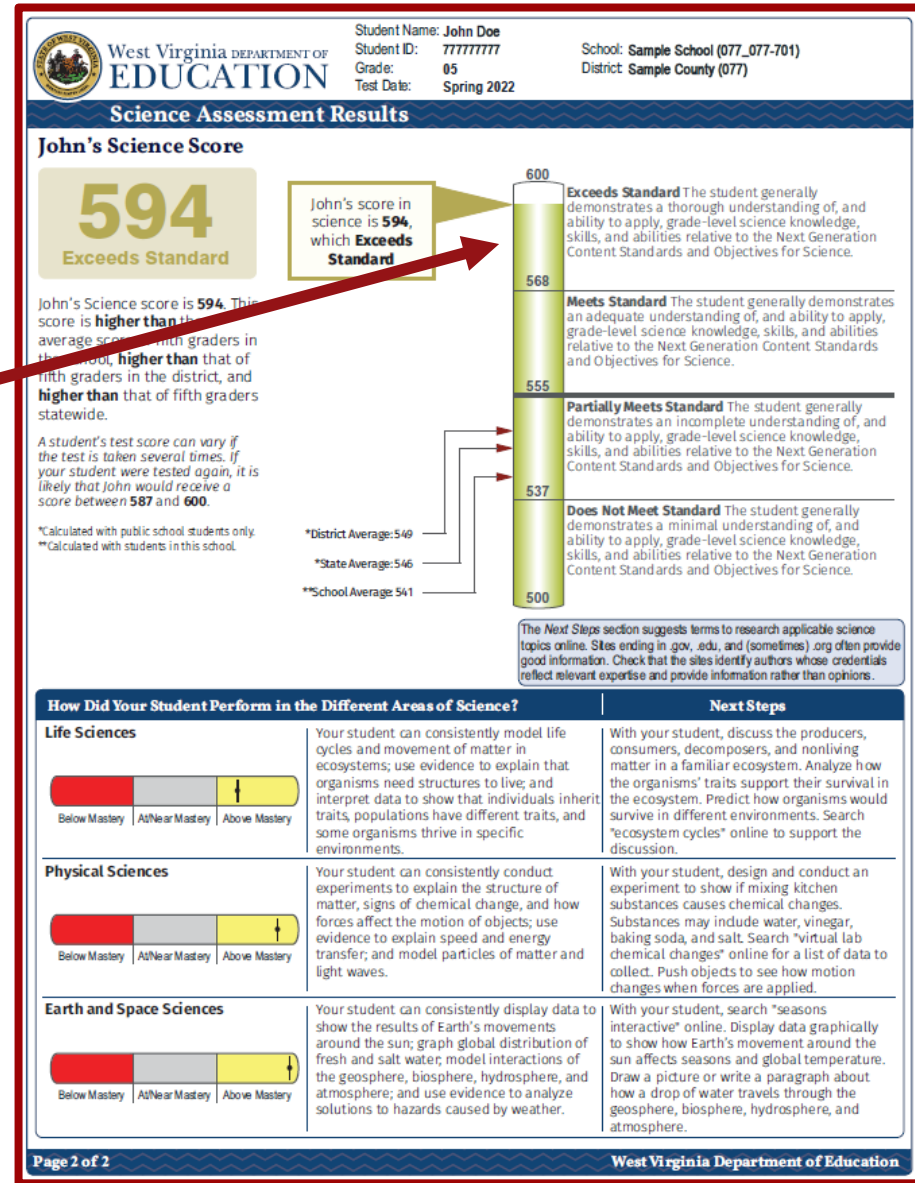 West Virginia DEPARTMENT OF
EDUCATION
Student Name: John Doe
Student ID: 777777777
Grade: 05
Test Date: Spring 2022
School: Sample School (077_077-701)
District: Sample County (077)
Science Assessment Results
John's Science Score
594
Exceeds Standard
John's score in
science is 594,
which Exceeds
Standard
John's Science score is 594. This
score is higher than the
average score fifth graders in
the school, higher than that of
fifth graders in the district, and
higher than that of fifth graders
statewide.
A student's test score can vary if
the test is taken several times. If
your student were tested again, it is
likely that John would receive a
score between 587 and 600.
*Calculated with public school students only.
**Calculated with students in this school.
600
Exceeds Standard The student generally
demonstrates a thorough understanding of, and
ability to apply, grade-level science knowledge,
skills, and abilities relative to the Next Generation
Content Standards and Objectives for Science.
568
Meets Standard The student generally demonstrates
an adequate understanding of, and ability to apply,
grade-level science knowledge, skills, and abilities
relative to the Next Generation Content Standards
and Objectives for Science.
555
Partially Meets Standard The student generally
demonstrates an incomplete understanding of, and
ability to apply, grade-level science knowledge,
skills, and abilities relative to the Next Generation
Content Standards and Objectives for Science.
537
Does Not Meet Standard The student generally
demonstrates a minimal understanding of, and
ability to apply, grade-level science knowledge,
skills, and abilities relative to the Next Generation
Content Standards and Objectives for Science.
500
*District Average: 549
*State Average: 546
**School Average: 541
The Next Steps section suggests terms to research applicable science
topics online. Sites ending in .gov, .edu, and (sometimes) .org often provide
good information. Check that the sites identify authors whose credentials
reflect relevant expertise and provide information rather than opinions.
How Did Your Student Perform in the Different Areas of Science?
Next Steps
Life Sciences
Below Mastery At/Near Mastery Above Mastery
Your student can consistently model life
cycles and movement of matter in
ecosystems; use evidence to explain that
organisms need structures to live; and
interpret data to show that individuals inherit
traits, populations have different traits, and
some organisms thrive in specific
environments.
With your student, discuss the producers,
consumers, decomposers, and nonliving
matter in a familiar ecosystem. Analyze how
the organisms' traits support their survival in
the ecosystem. Predict how organisms would
survive in different environments. Search
"ecosystem cycles" online to support the
discussion.
Physical Sciences
Below Mastery At/Near Mastery Above Mastery
Your student can consistently conduct
experiments to explain the structure of
matter, signs of chemical change, and how
forces affect the motion of objects; use
evidence to explain speed and energy
transfer; and model particles of matter and
light waves.
With your student, design and conduct an
experiment to show if mixing kitchen
substances causes chemical changes.
Substances may include water, vinegar,
baking soda, and salt. Search "virtual lab
chemical changes" online for a list of data to
collect. Push objects to see how motion
changes when forces are applied.
Earth and Space Sciences
Below Mastery At/Near Mastery Above Mastery
Your student can consistently display data to
show the results of Earth's movements
around the sun; graph global distribution of
fresh and salt water; model interactions of
the geosphere, biosphere, hydrosphere, and
atmosphere; and use evidence to analyze
solutions to hazards caused by weather.
With your student, search "seasons
interactive" online. Display data graphically
to show how Earth's movement around the
sun affects seasons and global temperature.
Draw a picture or write a paragraph about
how a drop of water travels through the
geosphere, biosphere, hydrosphere, and
atmosphere.
Page 2 of 2
West Virginia Department of Education